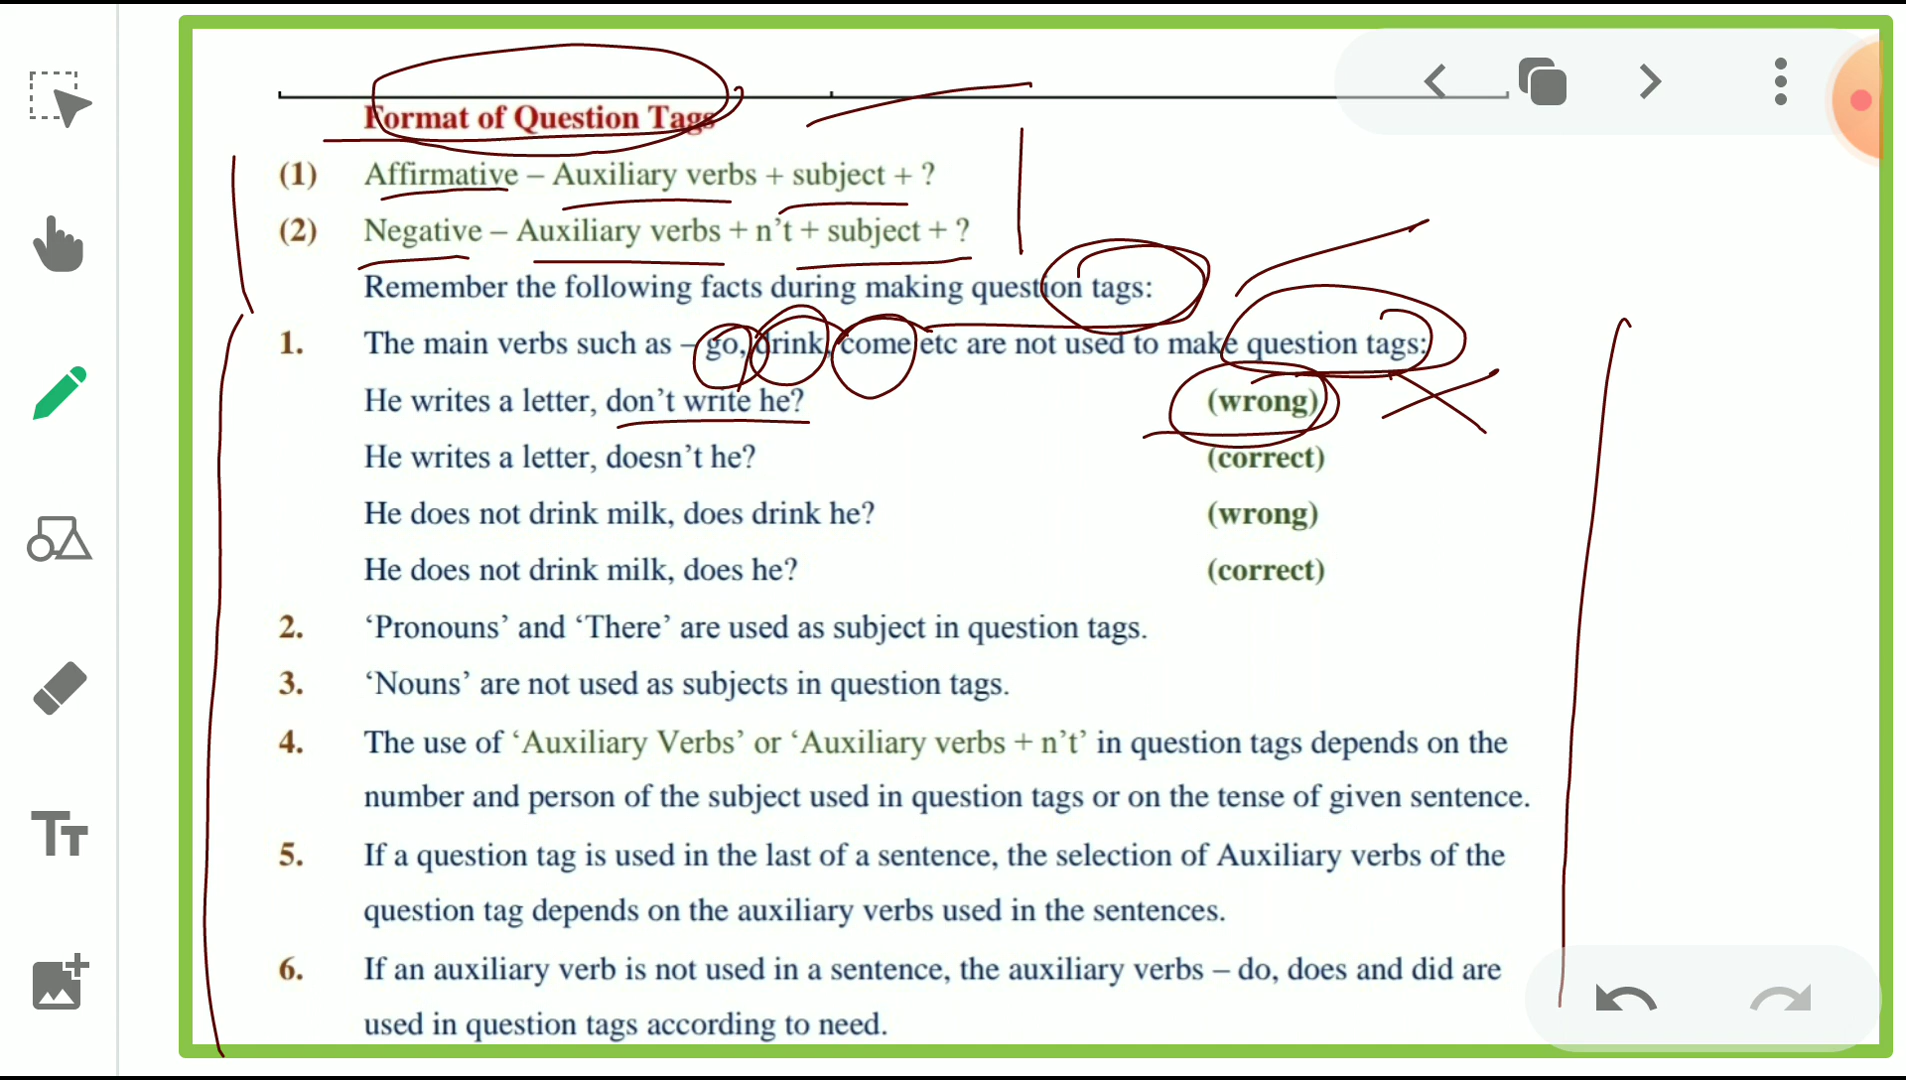 Format of Question Tags
(1) Affirmative – Auxiliary verbs + subject + ?
(2) Negative – Auxiliary verbs + n’t + subject + ?
Remember the following facts during making question tags:
1. The main verbs such as – go, drink, come etc are not used to make question tags:
He writes a letter, don’t write he? (wrong)
He writes a letter, doesn’t he? (correct)
He does not drink milk, does drink he? (wrong)
He does not drink milk, does he? (correct)
2. ‘Pronouns’ and ‘There’ are used as subject in question tags.
3. ‘Nouns’ are not used as subjects in question tags.
4. The use of ‘Auxiliary Verbs’ or ‘Auxiliary verbs + n’t’ in question tags depends on the
number and person of the subject used in question tags or on the tense of given sentence.
5. If a question tag is used in the last of a sentence, the selection of Auxiliary verbs of the
question tag depends on the auxiliary verbs used in the sentences.
6. If an auxiliary verb is not used in a sentence, the auxiliary verbs – do, does and did are
used in question tags according to need.
TT